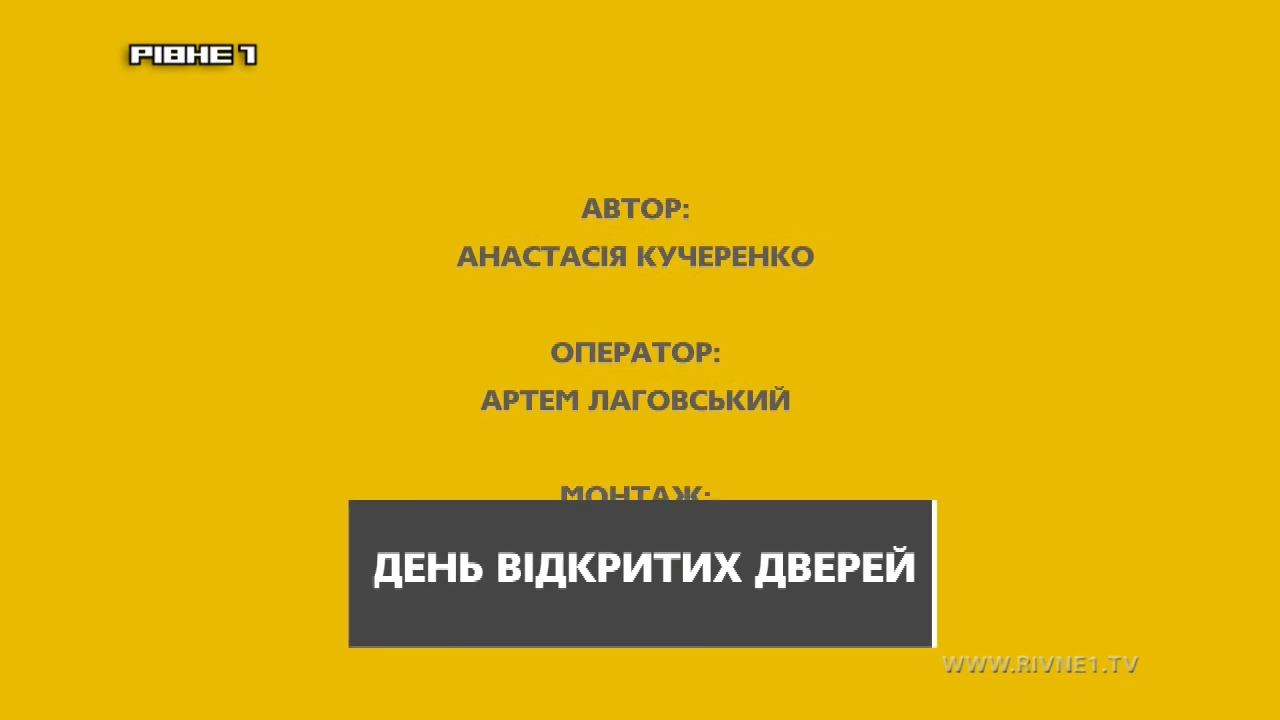 РІВНЕ 1
АВТОР:
АНАСТАСІЯ КУЧЕРЕНКО
ОПЕРАТОР:
АРТЕМ ЛАГОВСЬКИЙ
МОНТАЖ:
ДЕНЬ ВІДКРИТИХ ДВЕРЕЙ
WWW.RIVNE1.TV